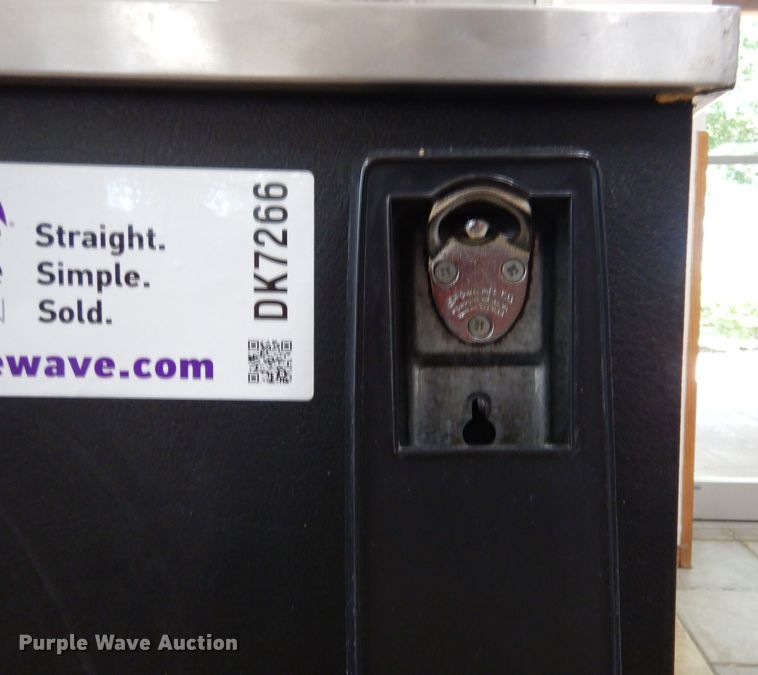 Straight.
Simple.
Sold.
ewave.com
DK7266
Purple Wave Auction